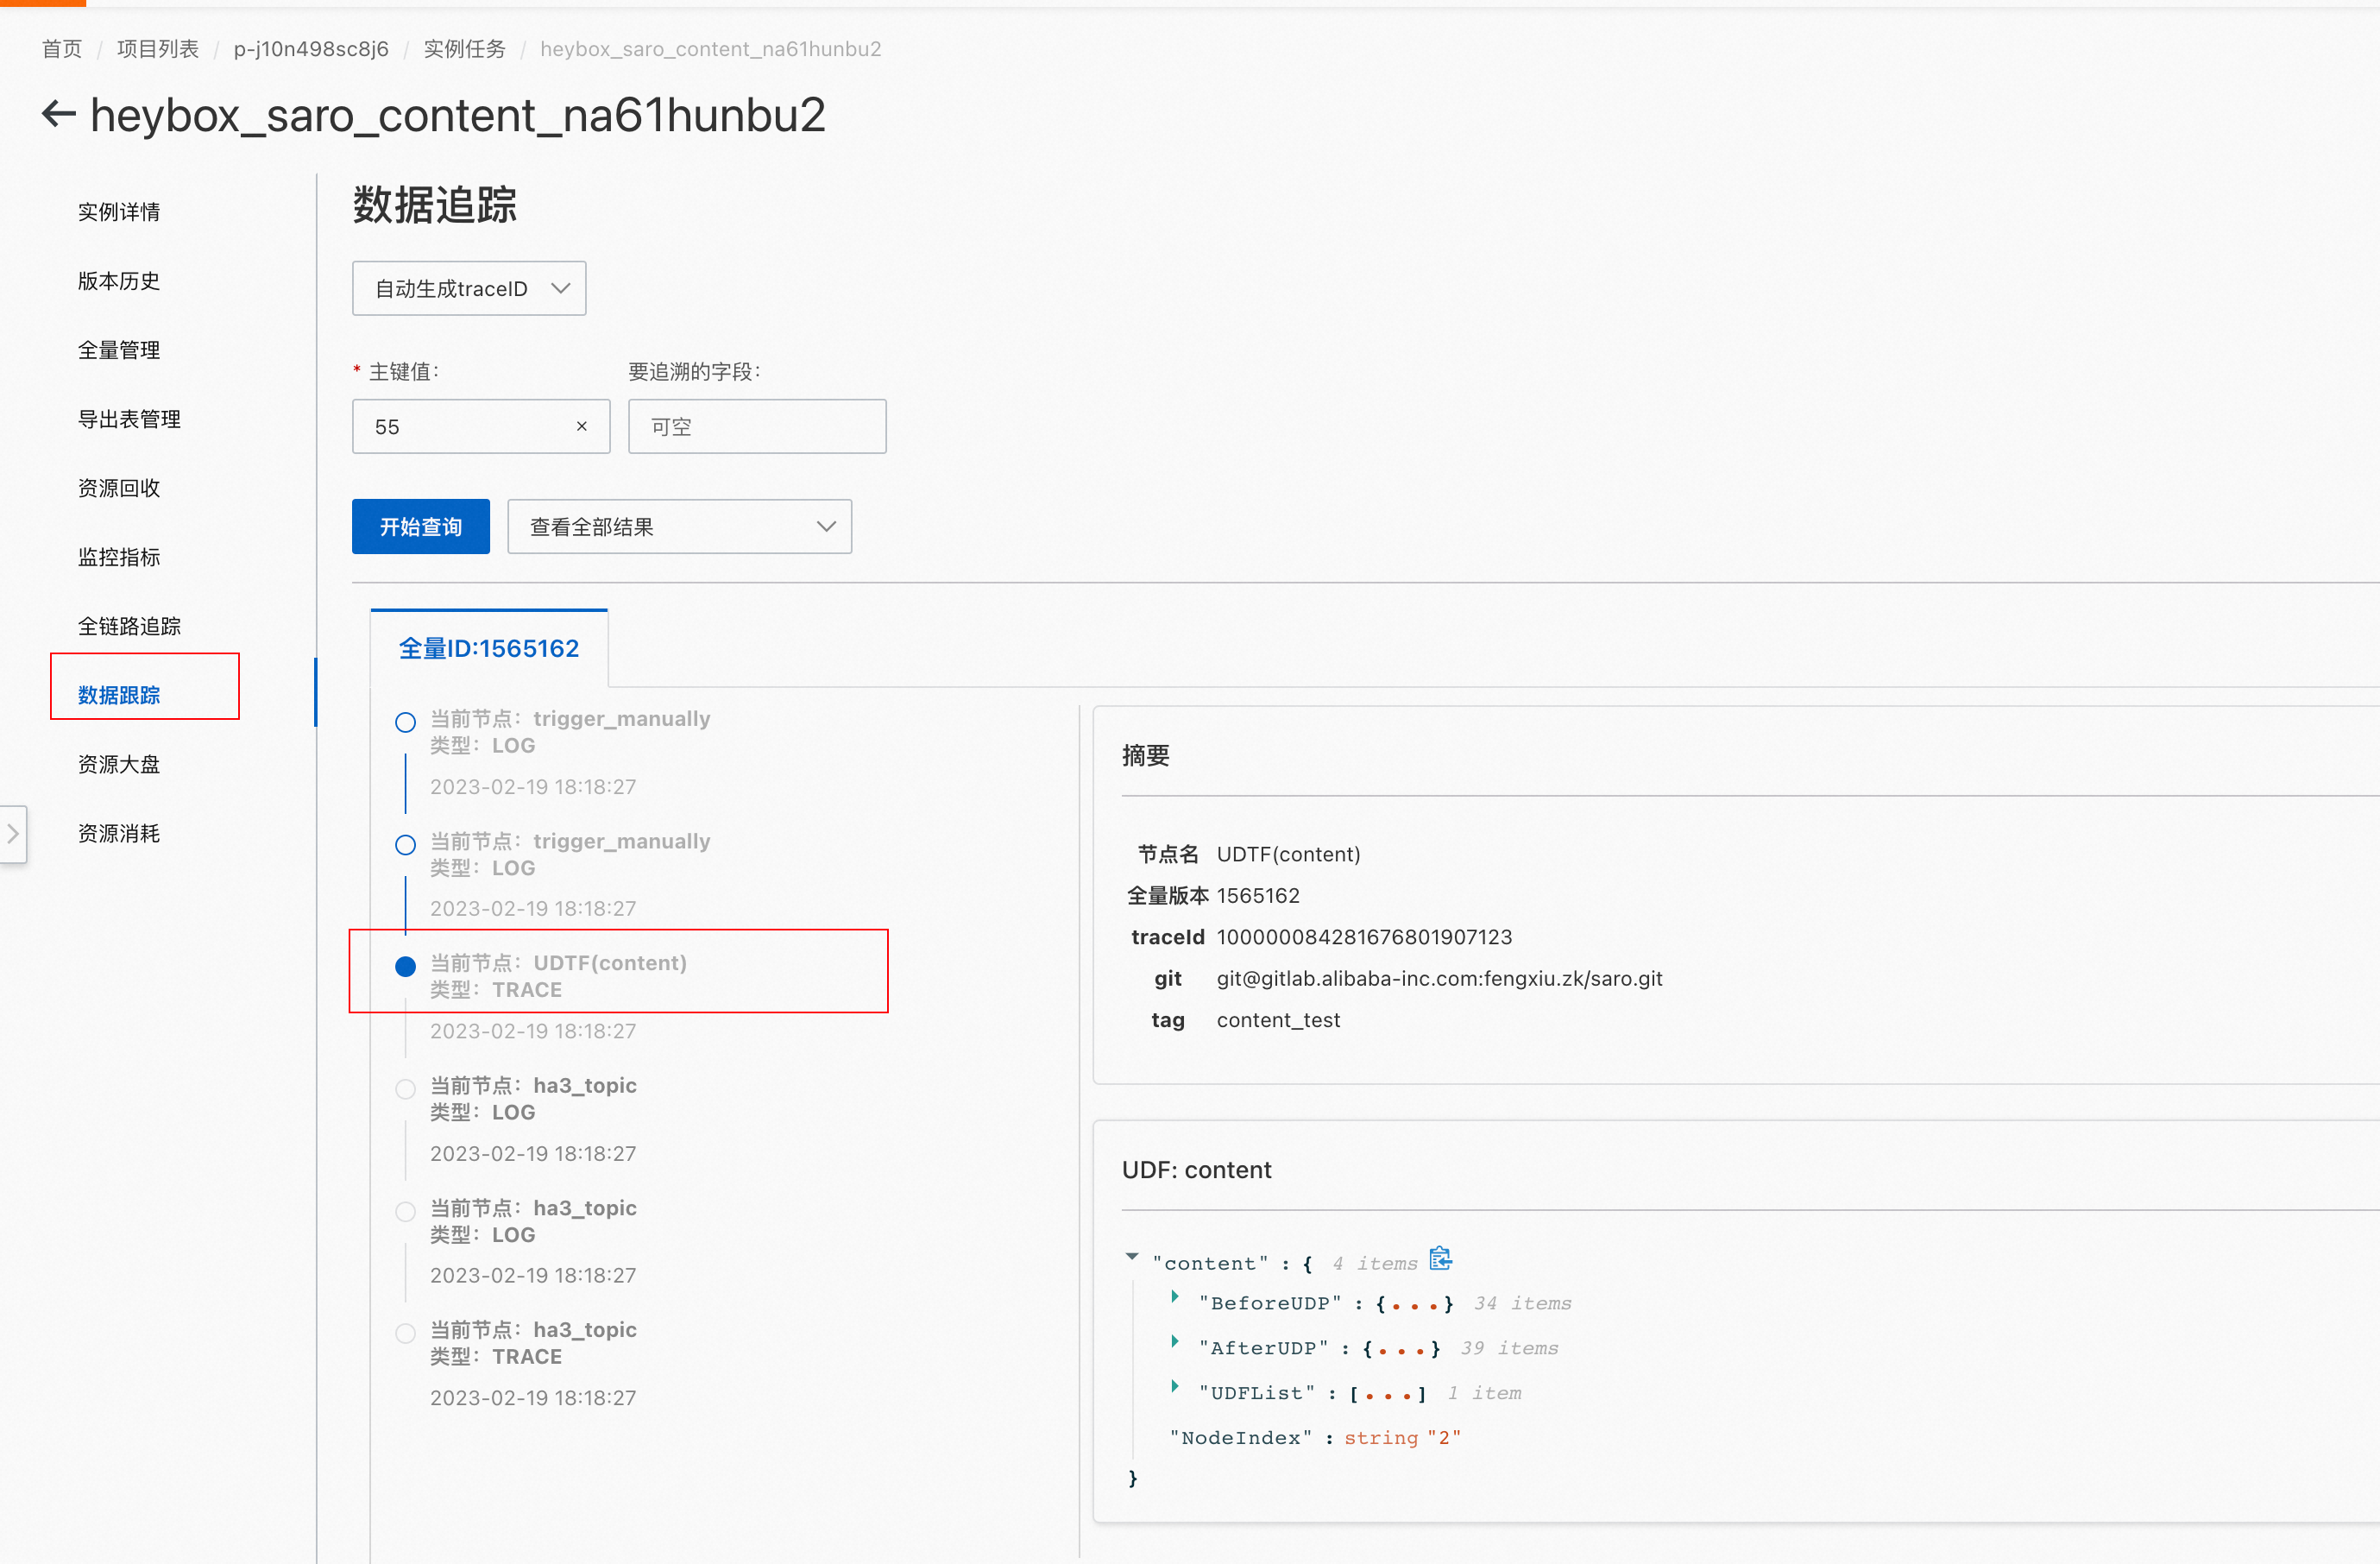 首页 / 项目列表 / p-j10n498sc8j6 / 实例任务 / heybox_saro_content_na61hunbu2
heybox_saro_content_na61hunbu2
实例详情
版本历史
全量管理
导出表管理
资源回收
监控指标
全链路追踪
数据跟踪
资源大盘
资源消耗
数据追踪
自动生成traceID
* 主键值: 要追溯的字段:
55 × 可空
开始查询 查看全部结果
全量ID:1565162
当前节点: trigger_manually
类型: LOG
2023-02-19 18:18:27
当前节点: trigger_manually
类型: LOG
2023-02-19 18:18:27
当前节点: UDTF(content)
类型: TRACE
2023-02-19 18:18:27
当前节点: ha3_topic
类型: LOG
2023-02-19 18:18:27
当前节点: ha3_topic
类型: LOG
2023-02-19 18:18:27
当前节点: ha3_topic
类型: TRACE
2023-02-19 18:18:27
摘要
节点名 UDTF(content)
全量版本 1565162
traceId 100000084281676801907123
git git@gitlab.alibaba-inc.com:fengxiu.zk/saro.git
tag content_test
UDF: content
"content" : { 4 items
"BeforeUDP" : {...} 34 items
"AfterUDP" : {...} 39 items
"UDFList" : [...] 1 item
"NodeIndex" : string "2"
}